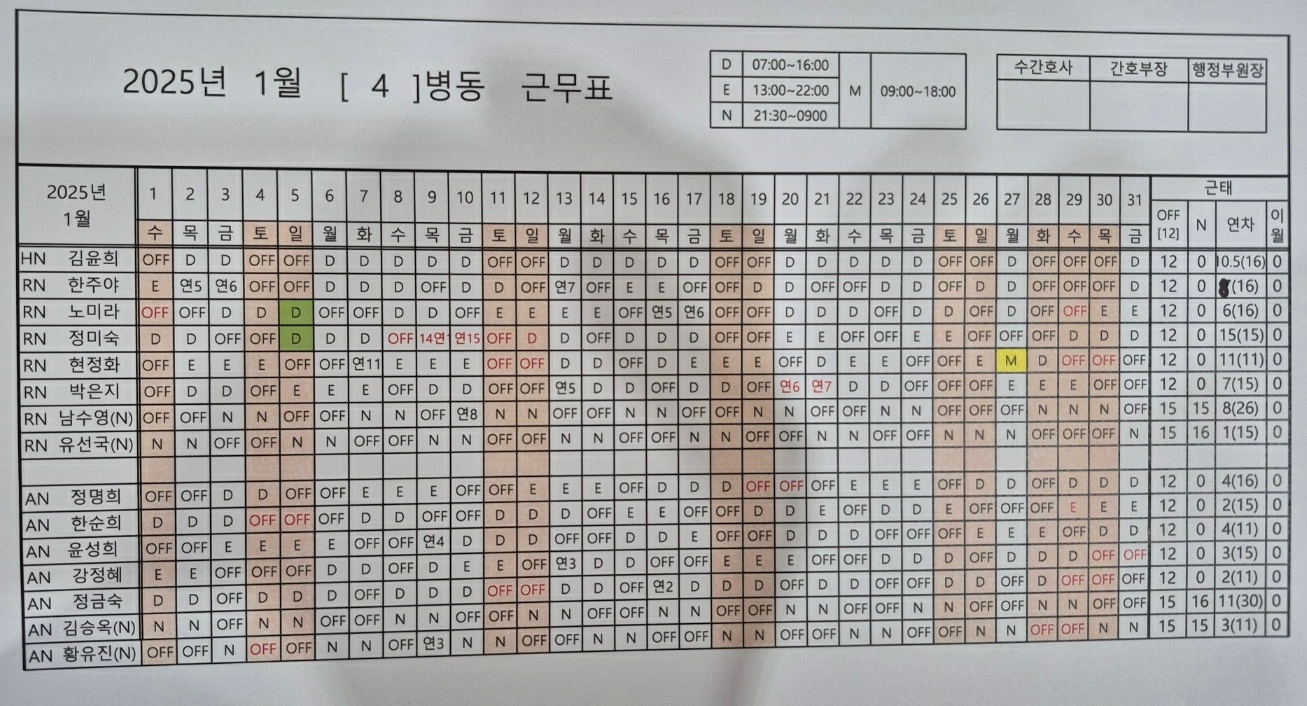 2025년 1월 [ 4 ]병동 근무표
D 07:00~16:00 M 09:00~18:00
E 13:00~22:00
N 21:30~0900
수간호사 간호부장 행정부원장
2025년 1월 1 2 3 4 5 6 7 8 9 10 11 12 13 14 15 16 17 18 19 20 21 22 23 24 25 26 27 28 29 30 31 근태
수 목 금 토 일 월 화 수 목 금 토 일 월 화 수 목 금 토 일 월 화 수 목 금 토 일 월 화 수 목 금 OFF [12] N 연차 이월
HN 김윤희 OFF D D OFF OFF D D D D D OFF OFF D D D D D OFF OFF D D D D D OFF OFF D OFF OFF OFF D 12 0 10.5(16) 0
RN 한주야 E 연5 연6 OFF OFF D D D OFF D D OFF 연7 OFF E E OFF OFF D D OFF D D D OFF D D OFF OFF OFF D 12 0 8(16) 0
RN 노미라 OFF OFF D D D OFF OFF D D OFF E E E E OFF 연5 연6 OFF OFF D D D OFF D D OFF OFF D OFF E E 12 0 6(16) 0
RN 정미숙 D D OFF OFF D D D OFF 14연 연15 OFF D D OFF D D D D OFF E E OFF OFF E E OFF OFF OFF D D D 12 0 15(15) 0
RN 현정화 OFF E E E OFF OFF 연11 E E E OFF OFF D D OFF D E E E OFF D E E OFF OFF E M D OFF OFF OFF 12 0 11(11) 0
RN 박은지 OFF D D OFF E E E OFF D D OFF OFF 연5 D D OFF D D OFF 연6 연7 D D OFF OFF OFF E E E OFF OFF 12 0 7(15) 0
RN 남수영(N) OFF OFF N N OFF OFF N N OFF 연8 N N OFF OFF N N OFF OFF N N OFF OFF N N OFF OFF OFF N N N OFF 15 15 8(26) 0
RN 유선국(N) N N OFF OFF N N OFF OFF N N OFF OFF N N OFF OFF N N OFF OFF N N OFF OFF N N N OFF OFF OFF N 15 16 1(15) 0
AN 정명희 OFF OFF D D OFF OFF E E E OFF OFF E E E OFF D D D OFF OFF OFF E E E OFF OFF D D D D D 12 0 4(16) 0
AN 한순희 D D D OFF OFF OFF D D OFF OFF D D D OFF E E OFF OFF D D E D D OFF D D OFF OFF E E E 12 0 2(15) 0
AN 윤성희 OFF OFF E E E E OFF OFF 연4 D D D OFF OFF D D E OFF OFF OFF D D OFF OFF OFF E E E OFF OFF D 12 0 4(11) 0
AN 강정혜 E E OFF OFF OFF D D OFF D E E OFF 연3 D D OFF OFF E E E E OFF OFF D D OFF D D D OFF OFF 12 0 3(15) 0
AN 정금숙 D D OFF D D D OFF D D D OFF OFF D D OFF 연2 D D D OFF D D OFF OFF D D OFF D OFF OFF OFF 12 0 2(11) 0
AN 김승옥(N) N N OFF N N OFF OFF N N OFF N N OFF OFF OFF N N OFF OFF N N OFF N N OFF OFF N N OFF OFF 15 16 11(30) 0
AN 황유진(N) OFF OFF N OFF OFF N N OFF 연3 N N OFF N N OFF OFF OFF N N OFF OFF N N OFF OFF N N OFF OFF N N 15 15 3(11) 0